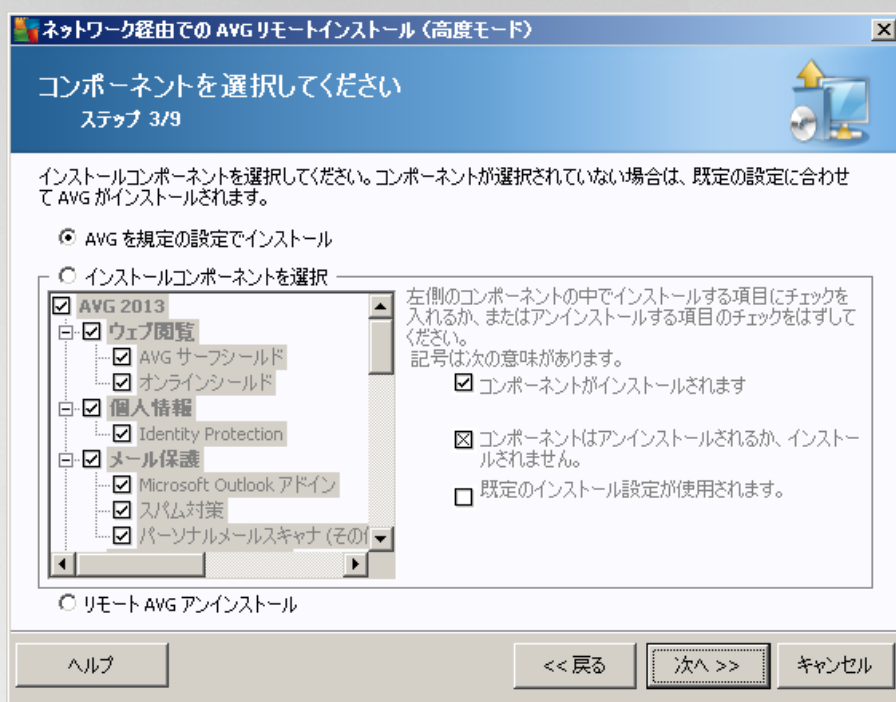 ネットワーク経由での AVG リモートインストール（高度モード）
コンポーネントを選択してください
ステップ 3/9
インストールコンポーネントを選択してください。コンポーネントが選択されていない場合は、既定の設定に合わせ
て AVG がインストールされます。
AVG を規定の設定でインストール
インストールコンポーネントを選択
AVG 2013
ウェブ閲覧
AVG サーフシールド
オンラインシールド
個人情報
Identity Protection
メール保護
Microsoft Outlook アドイン
スパム対策
パーソナルメールスキャナ (その
左側のコンポーネントの中でインストールする項目にチェックを
入れるか、またはアンインストールする項目のチェックをはずして
ください。
記号は次の意味があります。
コンポーネントがインストールされます
コンポーネントはアンインストールされるか、インストー
ルされません。
既定のインストール設定が使用されます。
リモート AVG アンインストール
ヘルプ
<< 戻る
次へ >>
キャンセル